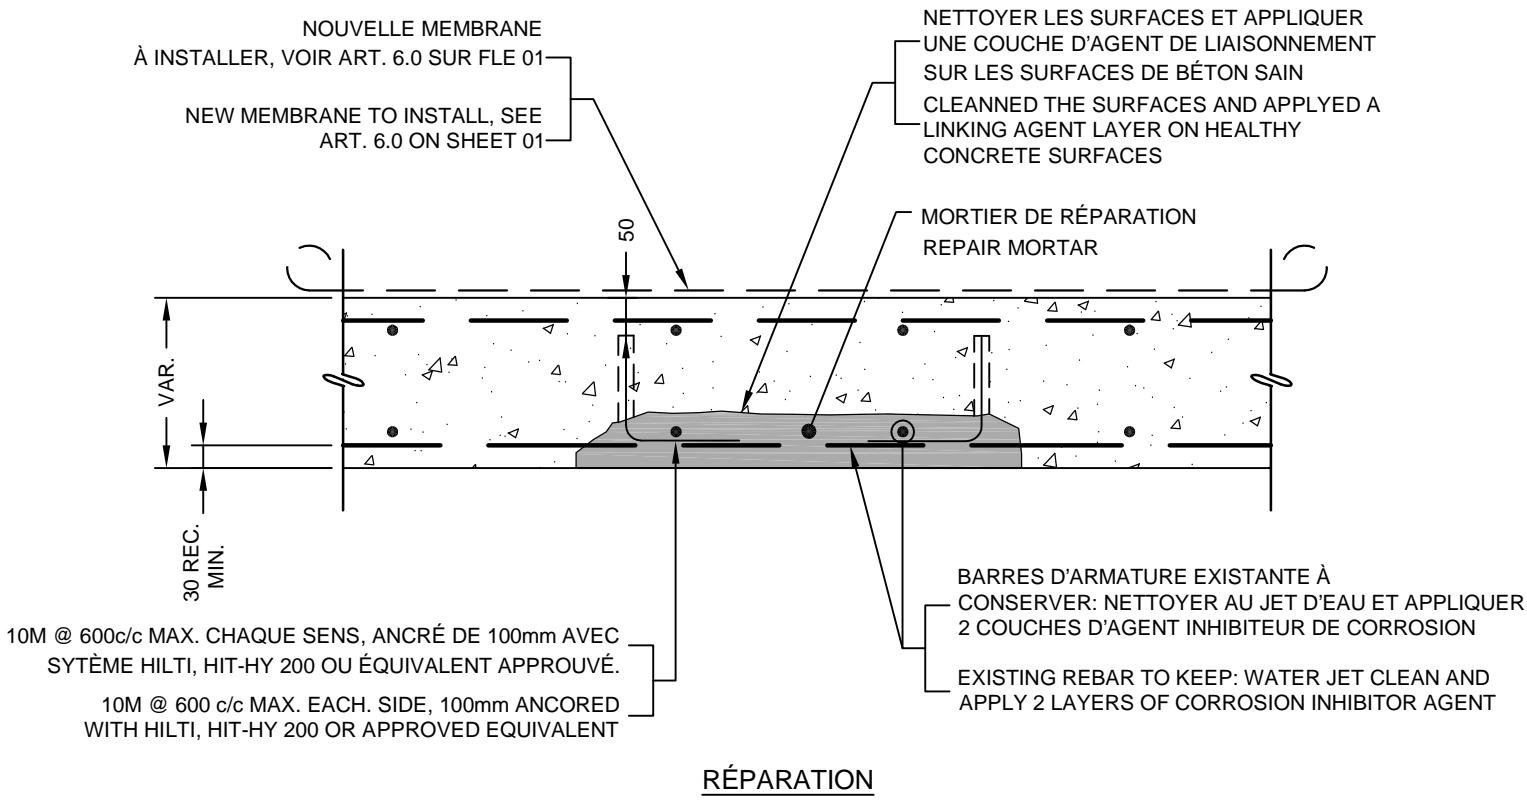 NOUVELLE MEMBRANE
À INSTALLER, VOIR ART. 6.0 SUR FLE 01
NEW MEMBRANE TO INSTALL, SEE
ART. 6.0 ON SHEET 01
NETTOYER LES SURFACES ET APPLIQUER
UNE COUCHE D'AGENT DE LIAISONNEMENT
SUR LES SURFACES DE BÉTON SAIN
CLEANNED THE SURFACES AND APPLYED A
LINKING AGENT LAYER ON HEALTHY
CONCRETE SURFACES
MORTIER DE RÉPARATION
REPAIR MORTAR
50
VAR.
30 REC.
MIN.
10M @ 600c/c MAX. CHAQUE SENS, ANCRÉ DE 100mm AVEC
SYTÈME HILTI, HIT-HY 200 OU ÉQUIVALENT APPROUVÉ.
10M @ 600 c/c MAX. EACH. SIDE, 100mm ANCORED
WITH HILTI, HIT-HY 200 OR APPROVED EQUIVALENT
BARRES D'ARMATURE EXISTANTE À
CONSERVER: NETTOYER AU JET D'EAU ET APPLIQUER
2 COUCHES D'AGENT INHIBITEUR DE CORROSION
EXISTING REBAR TO KEEP: WATER JET CLEAN AND
APPLY 2 LAYERS OF CORROSION INHIBITOR AGENT
RÉPARATION